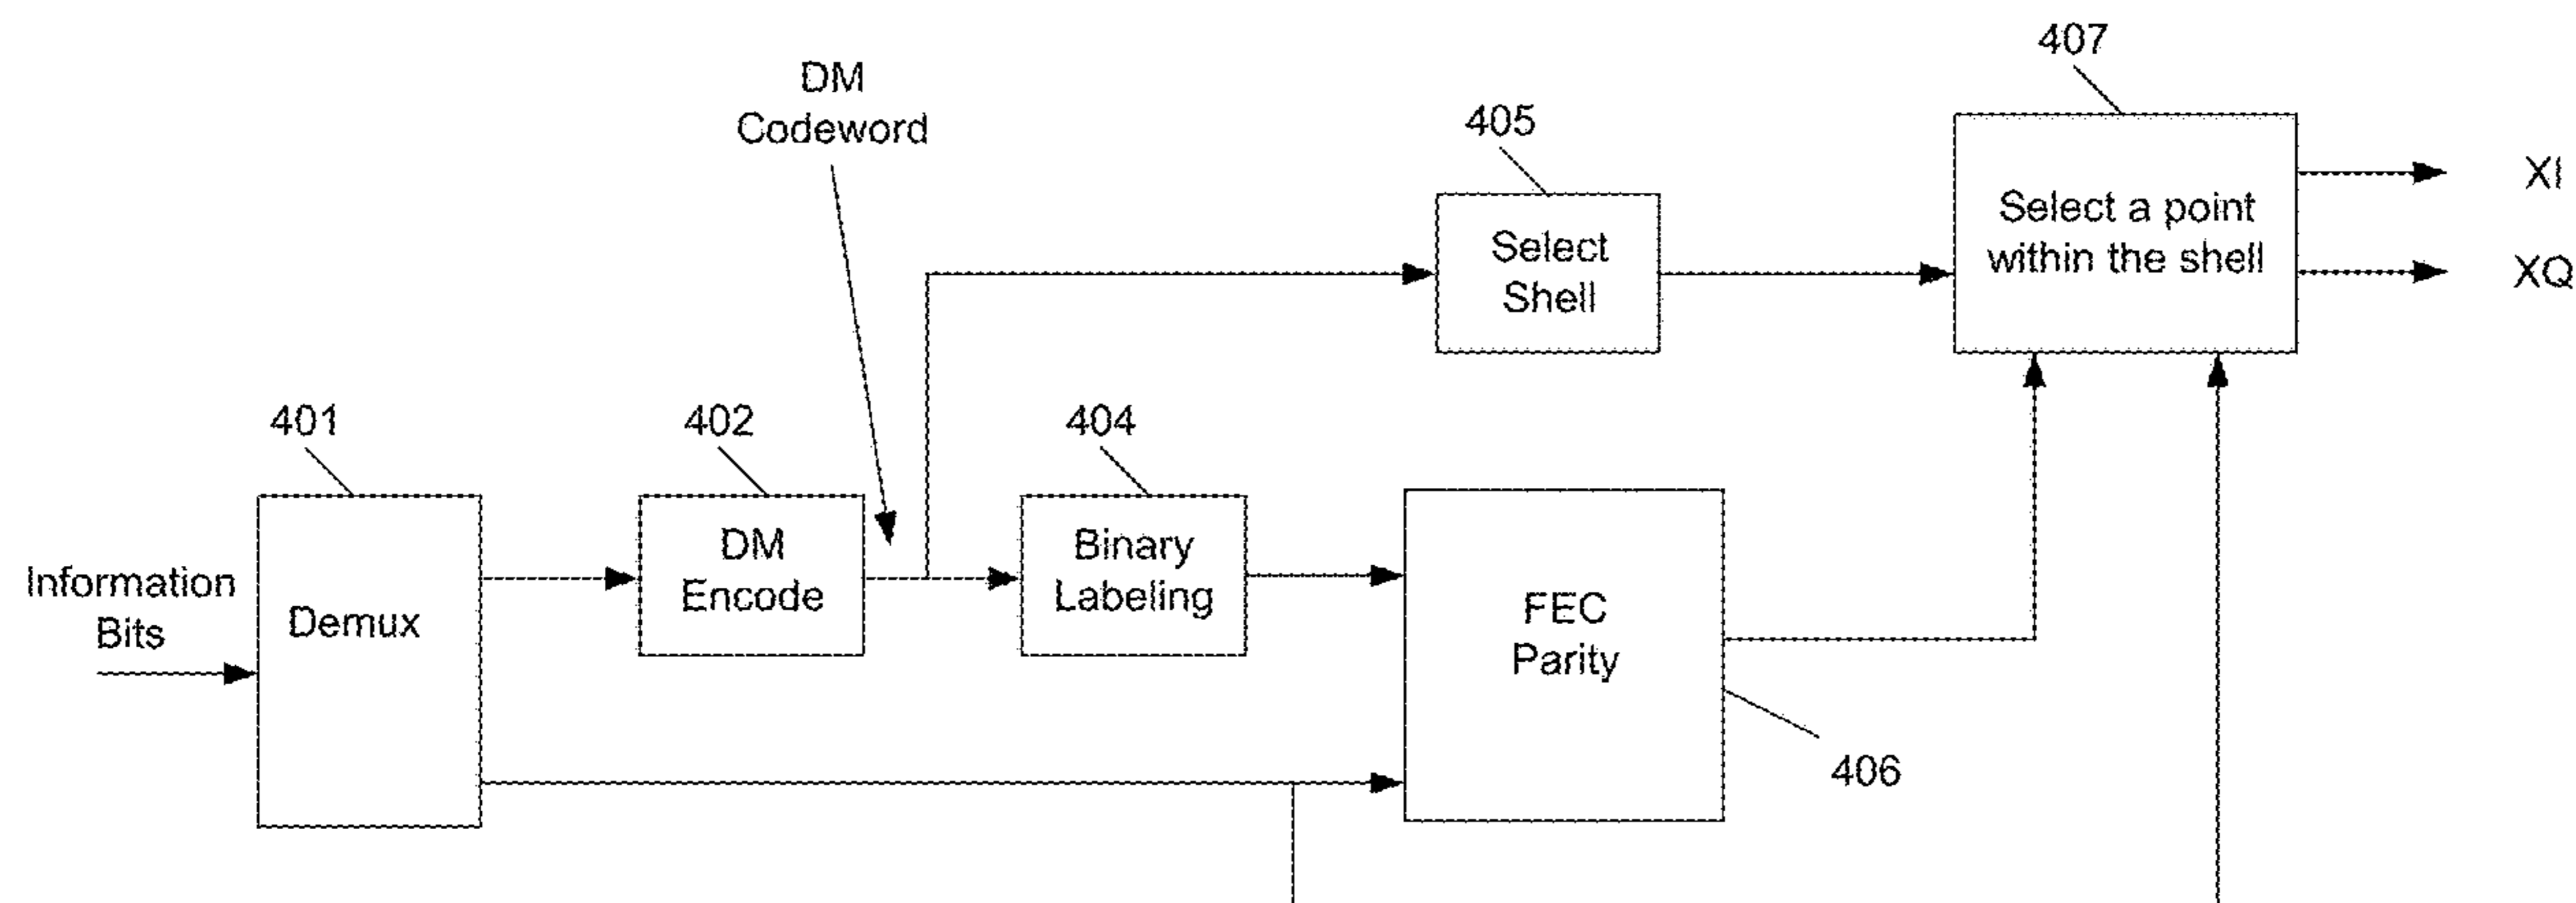 407
DM
Codeword
405
XI
Select a point
within the shell
Select
Shell
XQ
401
402
404
DM
Encode
Binary
Labeling
Information
Bits
Demux
FEC
Parity
406